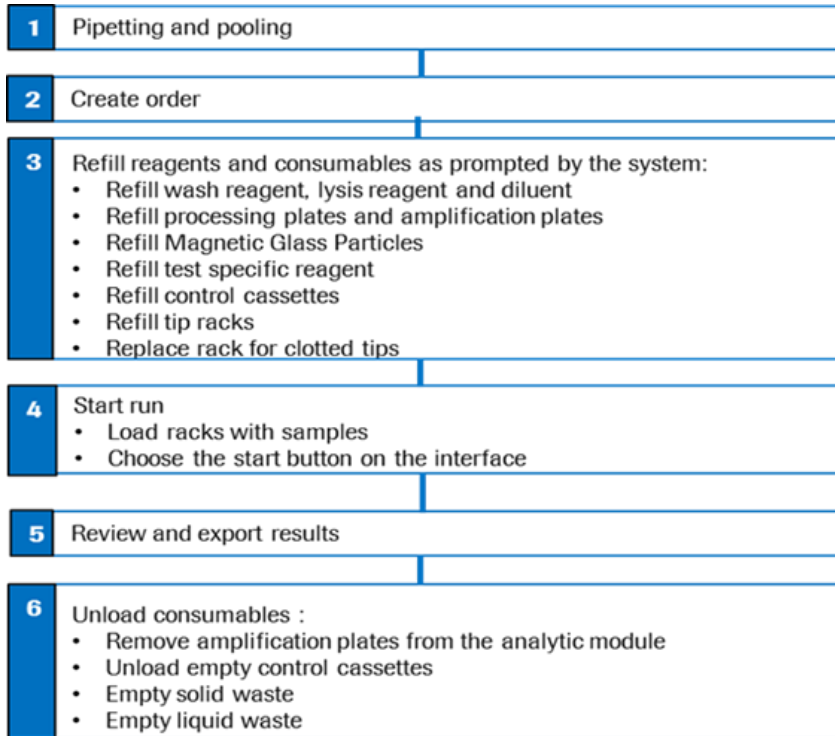 1 Pipetting and pooling
2 Create order
3 Refill reagents and consumables as prompted by the system:
• Refill wash reagent, lysis reagent and diluent
• Refill processing plates and amplification plates
• Refill Magnetic Glass Particles
• Refill test specific reagent
• Refill control cassettes
• Refill tip racks
• Replace rack for clotted tips
4 Start run
• Load racks with samples
• Choose the start button on the interface
5 Review and export results
6 Unload consumables :
• Remove amplification plates from the analytic module
• Unload empty control cassettes
• Empty solid waste
• Empty liquid waste